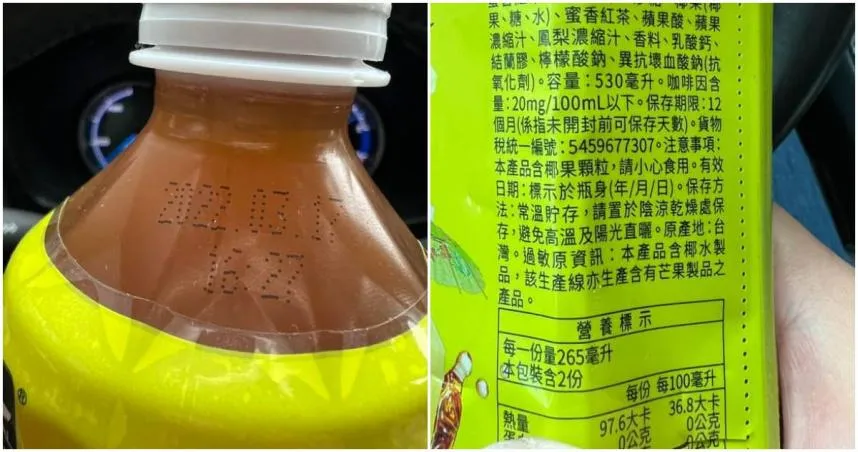 16:27
®
果、糖、水)、蜜香紅茶、蘋果酸、蘋果
濃縮汁、鳳梨濃縮汁、香料、乳酸鈣、
結蘭膠、檸檬酸鈉、異抗壞血酸鈉(抗
氧化劑)。容量：530毫升。咖啡因含
量:20mg/100mL以下。保存期限:12
個月(係指未開封前可保存天數)。貨物
稅統一編號：5459677307。注意事項：
本產品含椰果顆粒，請小心食用。有效
日期：標示於瓶身(年/月/日)。保存方
法：常溫貯存，請置於陰涼乾燥處保
存，避免高溫及陽光直曬。原產地：台
灣。過敏原資訊：本產品含椰水製
品，該生產線亦生產含有芒果製品之
產品。
營養標示
每一份量265毫升
本包裝含2份
每份 每100毫升
熱量 97.6大卡 36.8大卡
0公克 0公克